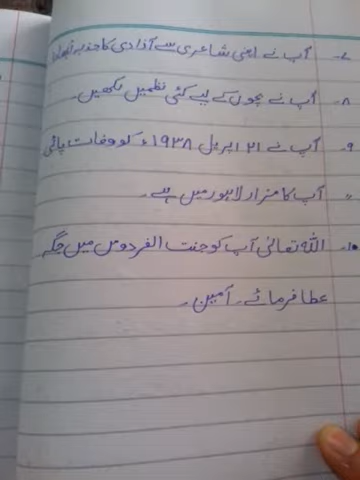 ۷۔ آپ نے اپنی شاعری سے آزادی کا جذبہ ابھارا
۸۔ آپ نے بچوں کے لیے کئی نظمیں لکھیں۔
۹۔ آپ نے ۲۱ اپریل ۱۹۳۸ء کو وفات پائی
آپ کا مزار لاہور میں ہے۔
۱۰۔ اللہ تعالیٰ آپ کو جنت الفردوس میں جگہ
عطا فرمائے۔ آمین۔